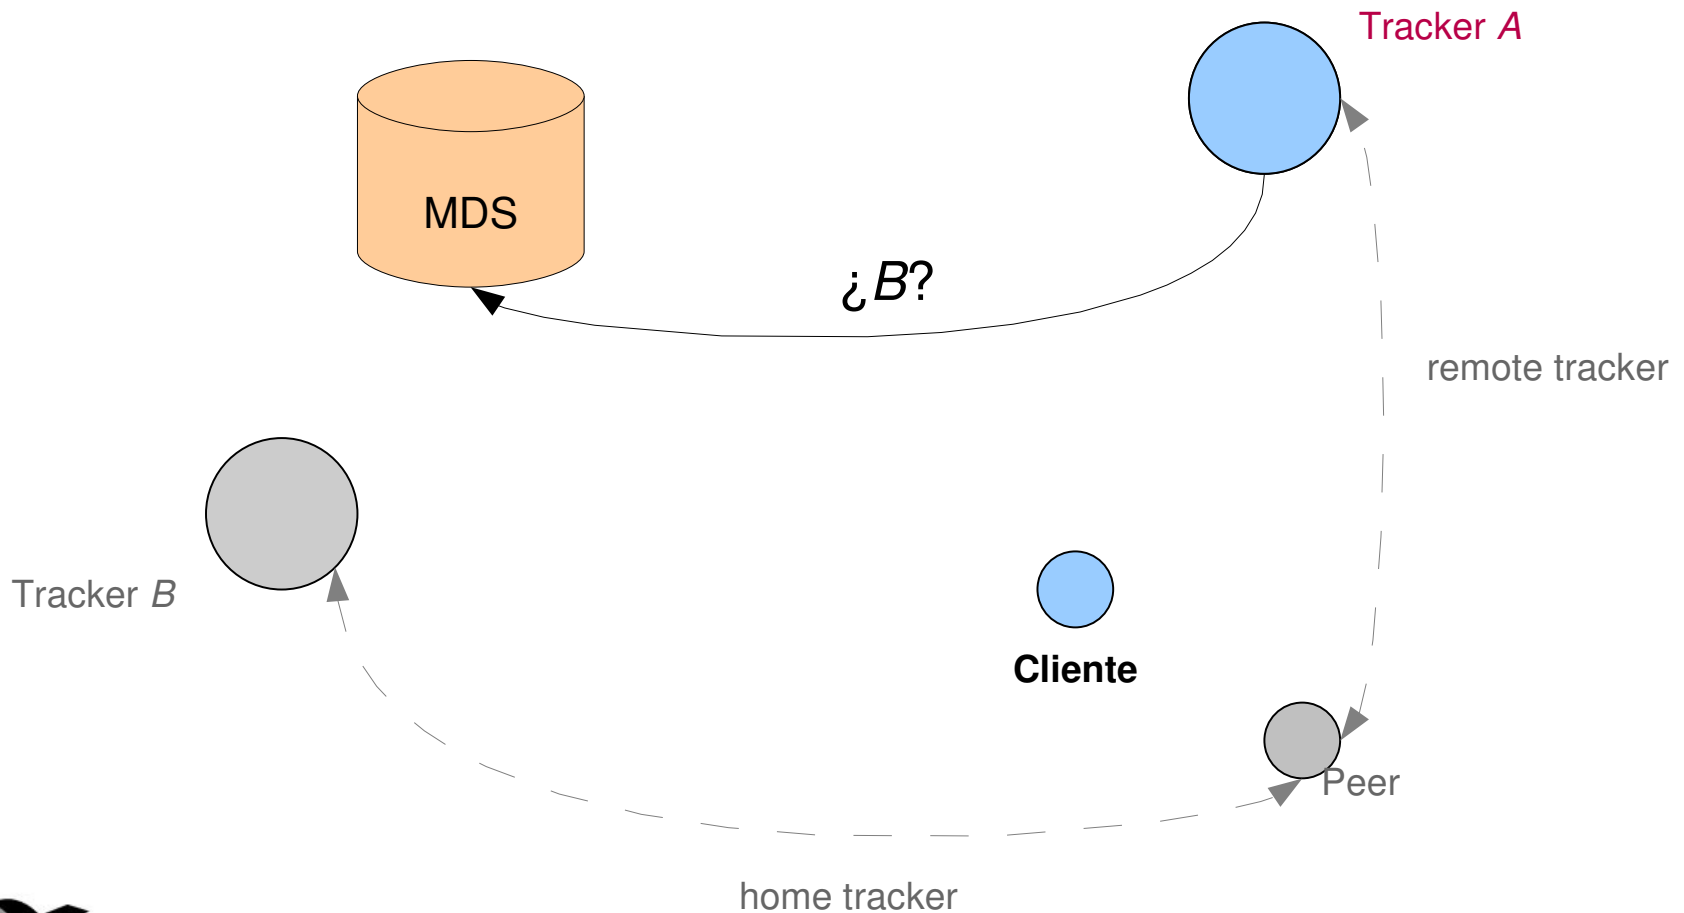 Tracker A
MDS
¿B?
remote tracker
Tracker B
Cliente
Peer
home tracker